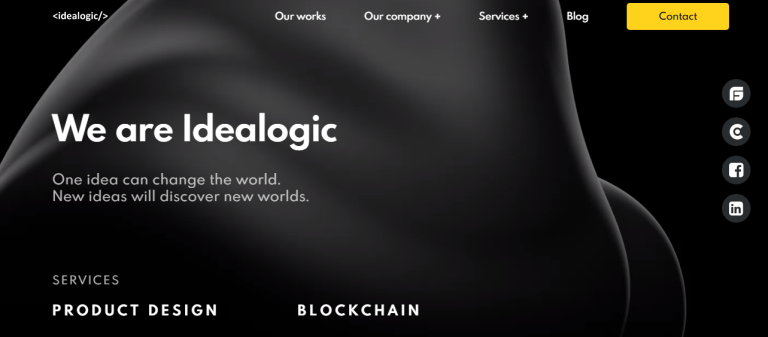 <idealogic/>
Our works
Our company +
Services +
Blog
Contact
We are Idealogic
One idea can change the world.
New ideas will discover new worlds.
SERVICES
PRODUCT DESIGN
BLOCKCHAIN